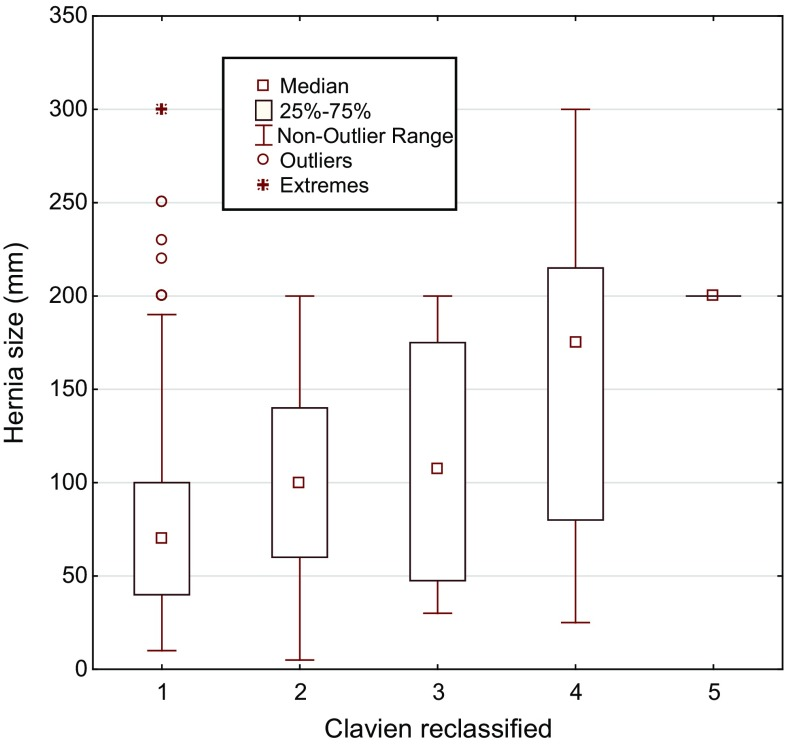 350
300
250
200
150
100
50
0
Hernia size (mm)
Median
25%-75%
Non-Outlier Range
Outliers
Extremes
1 2 3 4 5
Clavien reclassified